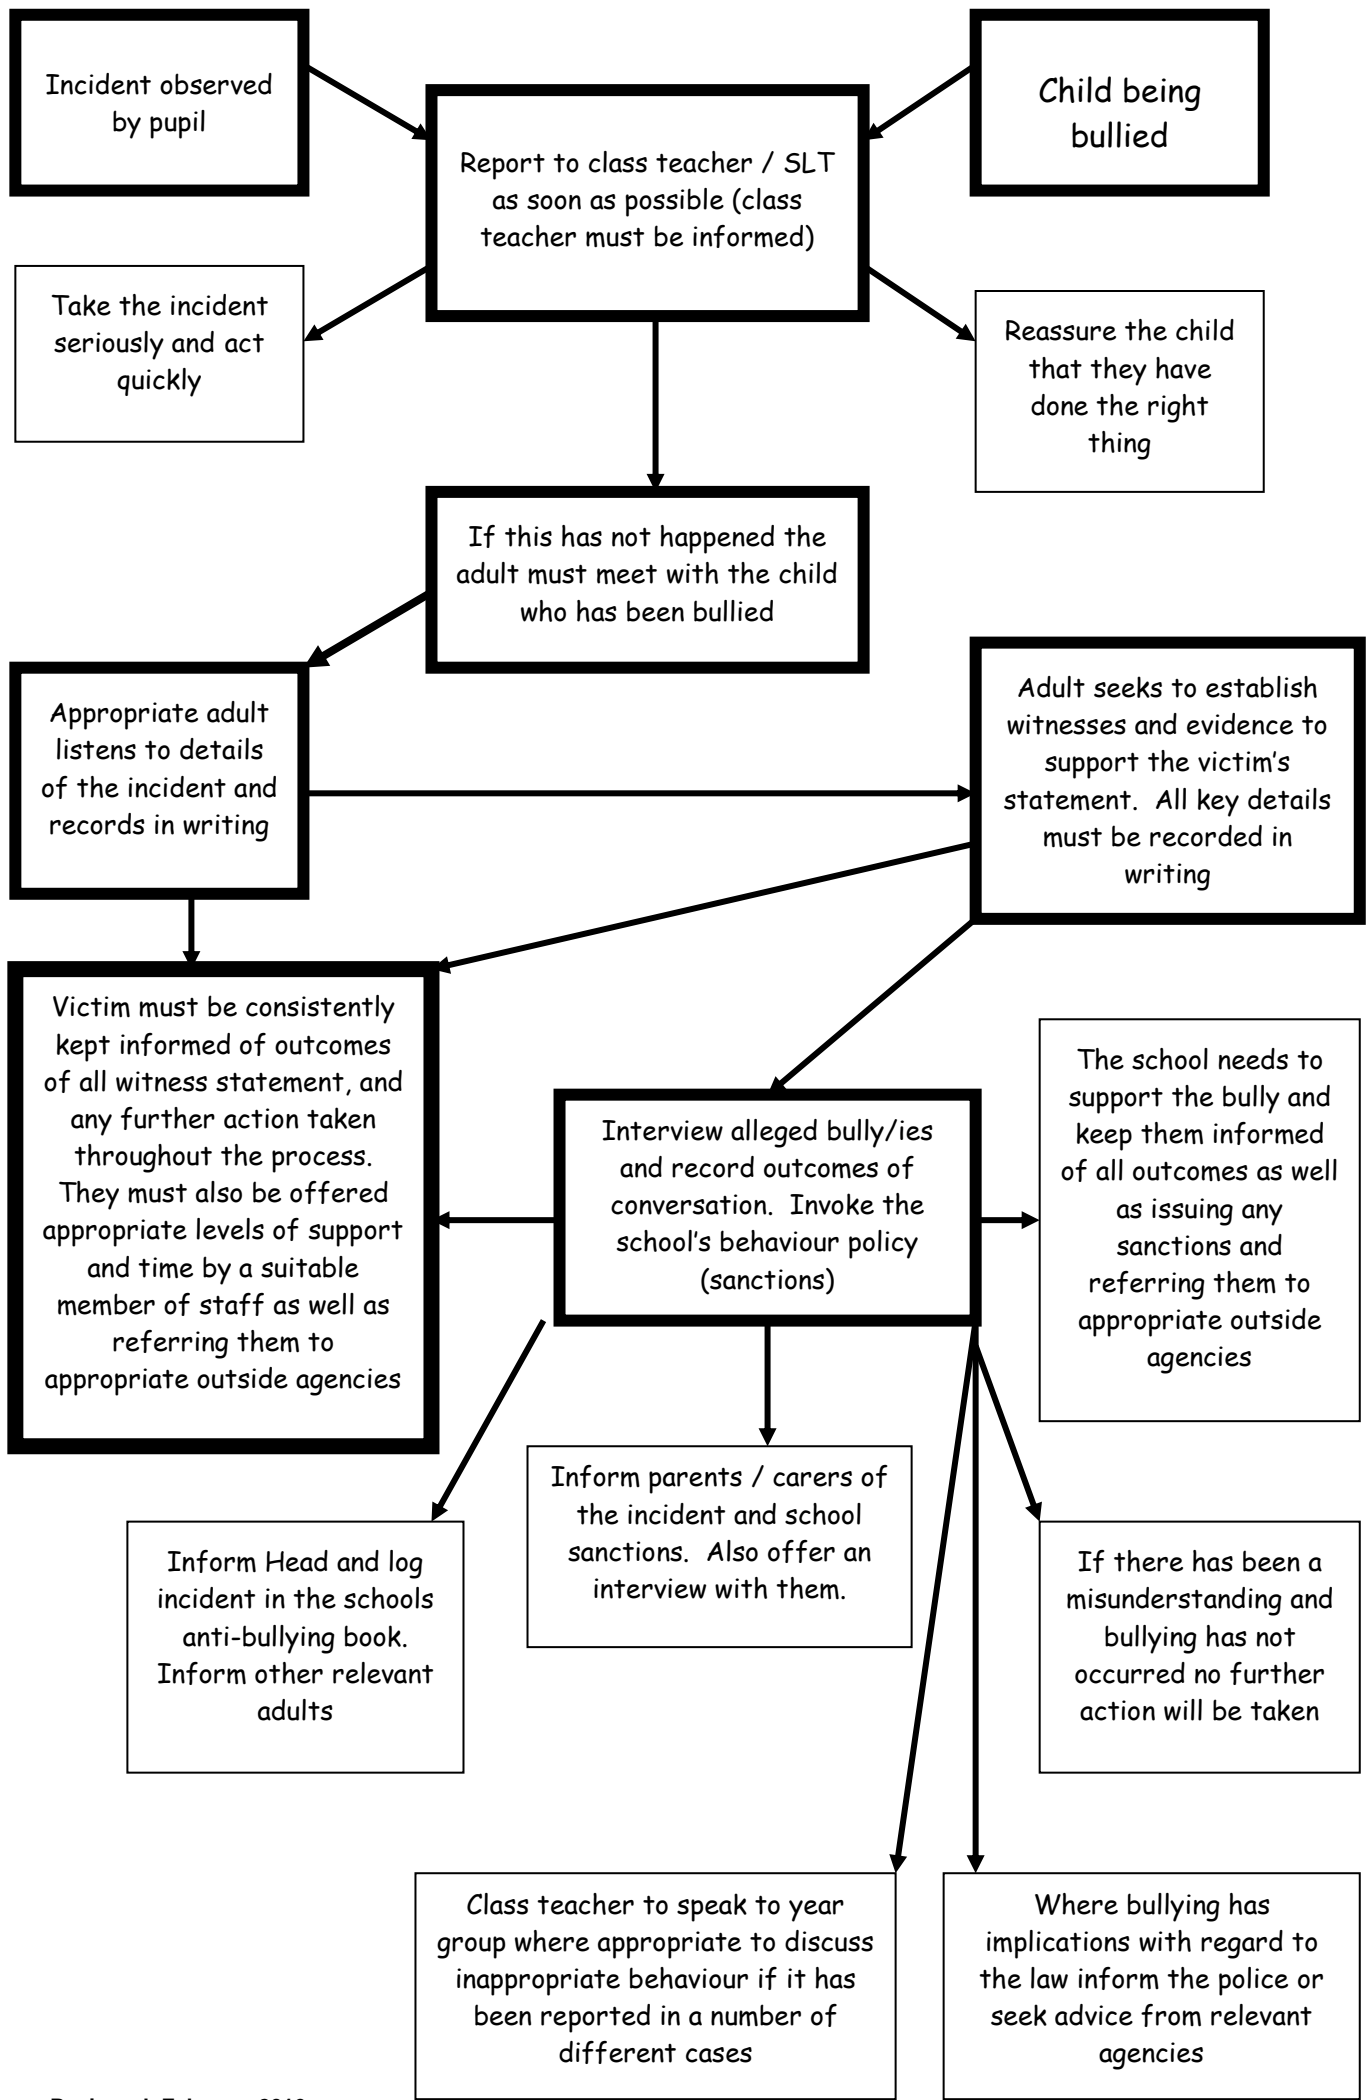 Incident observed
by pupil
Child being
bullied
Report to class teacher / SLT
as soon as possible (class
teacher must be informed)
Take the incident
seriously and act
quickly
Reassure the child
that they have
done the right
thing
If this has not happened the
adult must meet with the child
who has been bullied
Appropriate adult
listens to details
of the incident and
records in writing
Adult seeks to establish
witnesses and evidence to
support the victim's
statement.  All key details
must be recorded in
writing
Victim must be consistently
kept informed of outcomes
of all witness statement, and
any further action taken
throughout the process.
They must also be offered
appropriate levels of support
and time by a suitable
member of staff as well as
referring them to
appropriate outside agencies
Interview alleged bully/ies
and record outcomes of
conversation.  Invoke the
school's behaviour policy
(sanctions)
The school needs to
support the bully and
keep them informed
of all outcomes as well
as issuing any
sanctions and
referring them to
appropriate outside
agencies
Inform parents / carers of
the incident and school
sanctions.  Also offer an
interview with them.
Inform Head and log
incident in the schools
anti-bullying book.
Inform other relevant
adults
If there has been a
misunderstanding and
bullying has not
occurred no further
action will be taken
Class teacher to speak to year
group where appropriate to discuss
inappropriate behaviour if it has
been reported in a number of
different cases
Where bullying has
implications with regard to
the law inform the police or
seek advice from relevant
agencies